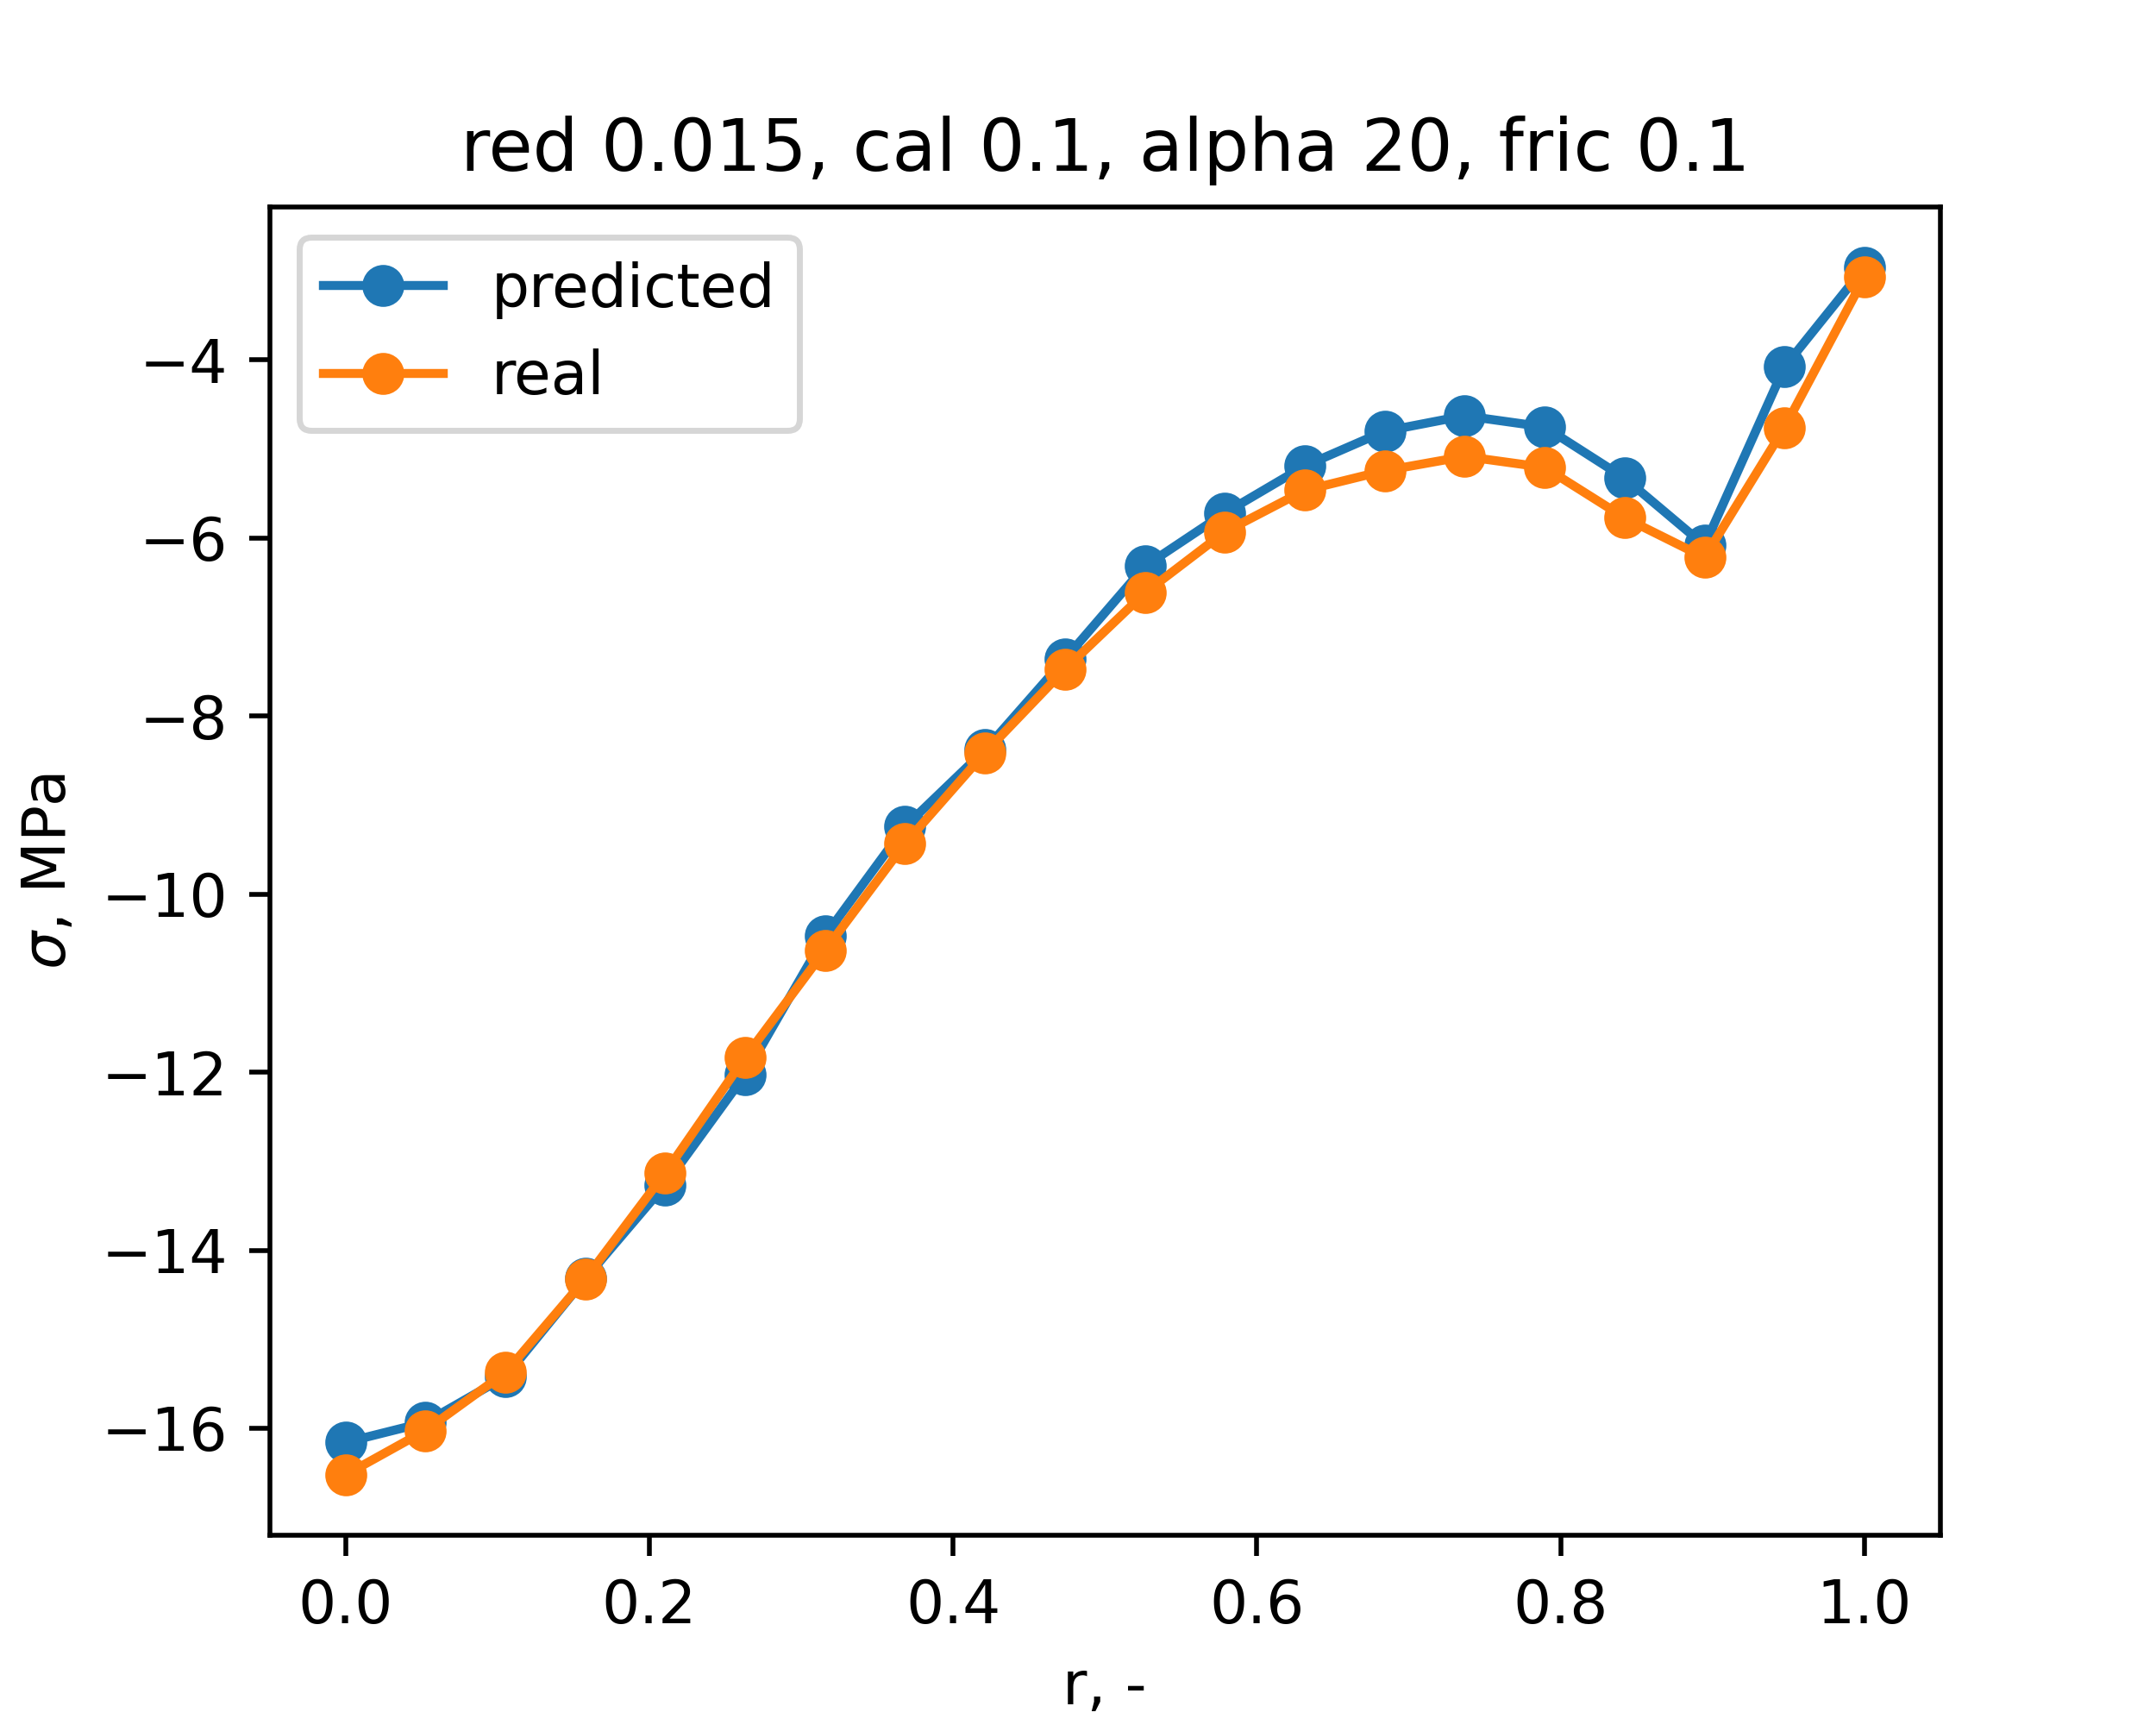 red 0.015, cal 0.1, alpha 20, fric 0.1
predicted
real
−4
−6
−8
−10
−12
−14
−16
σ, MPa
0.0 0.2 0.4 0.6 0.8 1.0
r, -